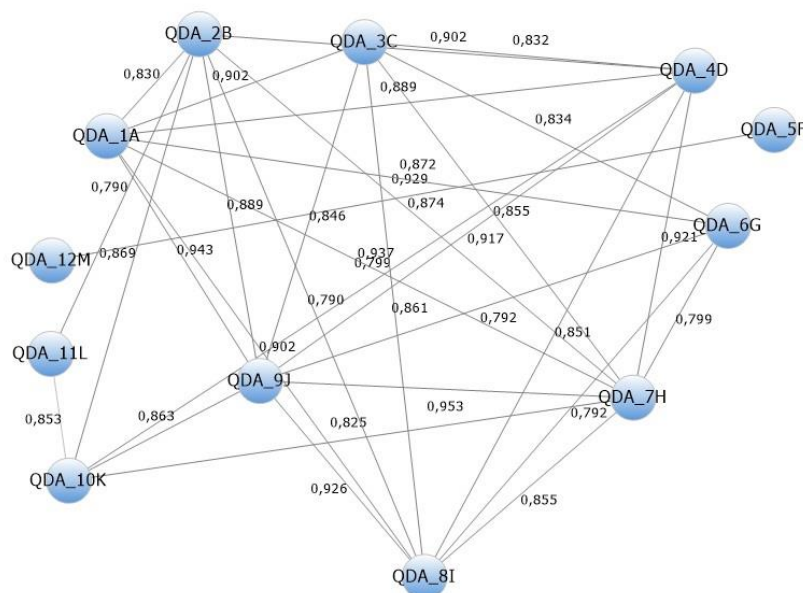 QDA_2B
QDA_3C
0,902
0,832
QDA_4D
0,830
0,902
0,889
QDA_1A
0,834
QDA_5F
0,790
0,872
0,929
0,889
0,846
0,874
0,855
QDA_6G
0,869
0,943
0,937
0,917
0,921
QDA_12M
0,799
0,790
0,861
0,792
0,799
0,851
QDA_11L
0,902
QDA_9J
0,792
QDA_7H
0,853
0,863
0,825
0,953
QDA_10K
0,926
0,855
QDA_8I